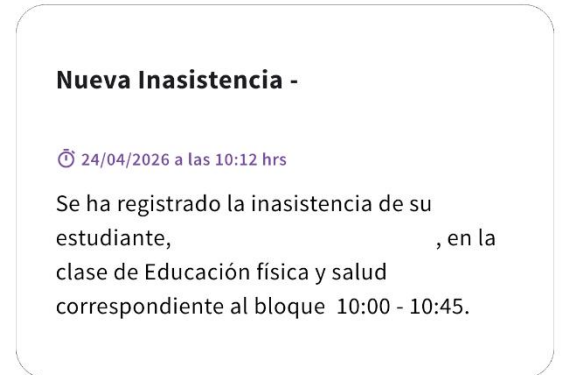 Nueva Inasistencia -
24/04/2026 a las 10:12 hrs
Se ha registrado la inasistencia de su
estudiante, , en la
clase de Educación física y salud
correspondiente al bloque 10:00 - 10:45.